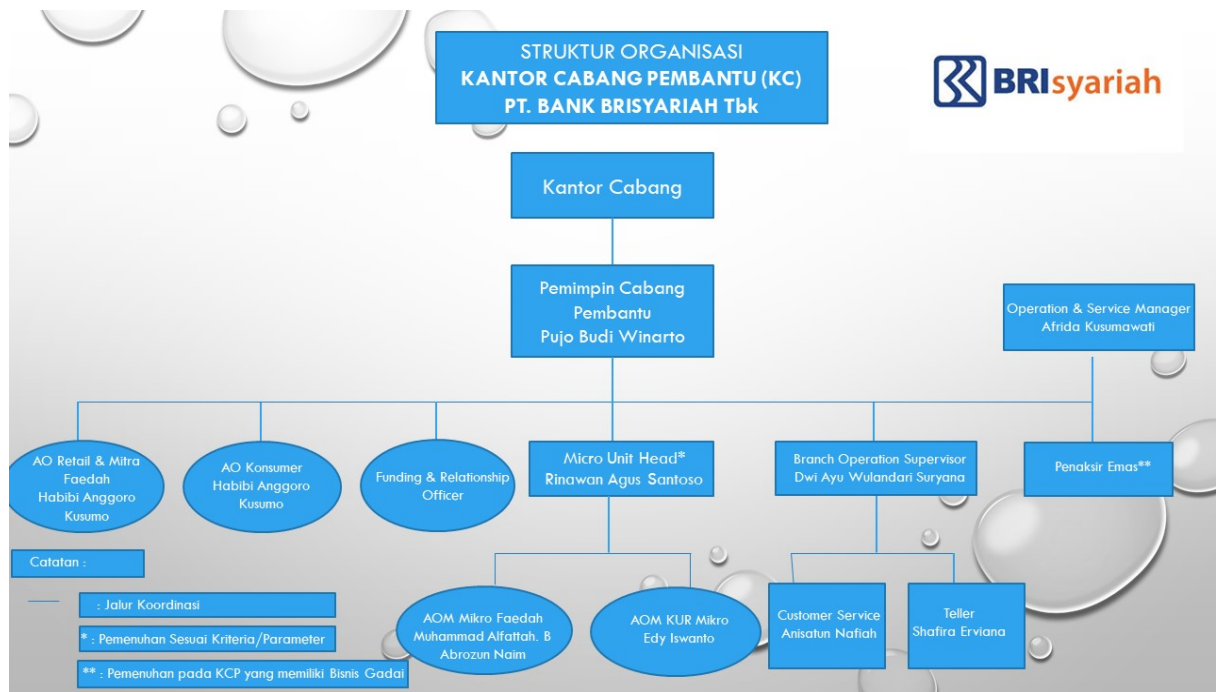 STRUKTUR ORGANISASI
KANTOR CABANG PEMBANTU (KC)
PT. BANK BRISYARIAH Tbk
BRIsyariah
Kantor Cabang
Pemimpin Cabang
Pembantu
Pujo Budi Winarto
Operation & Service Manager
Afrida Kusumawati
AO Retail & Mitra
Faedah
Habibi Anggoro
Kusumo
AO Konsumer
Habibi Anggoro
Kusumo
Funding & Relationship
Officer
Micro Unit Head*
Rinawan Agus Santoso
Branch Operation Supervisor
Dwi Ayu Wulandari Suryana
Penaksir Emas**
Catatan :
: Jalur Koordinasi
* : Pemenuhan Sesuai Kriteria/Parameter
** : Pemenuhan pada KCP yang memiliki Bisnis Gadai
AOM Mikro Faedah
Muhammad Alfattah. B
Abrozun Naim
AOM KUR Mikro
Edy Iswanto
Customer Service
Anisatun Nafiah
Teller
Shafira Erviana